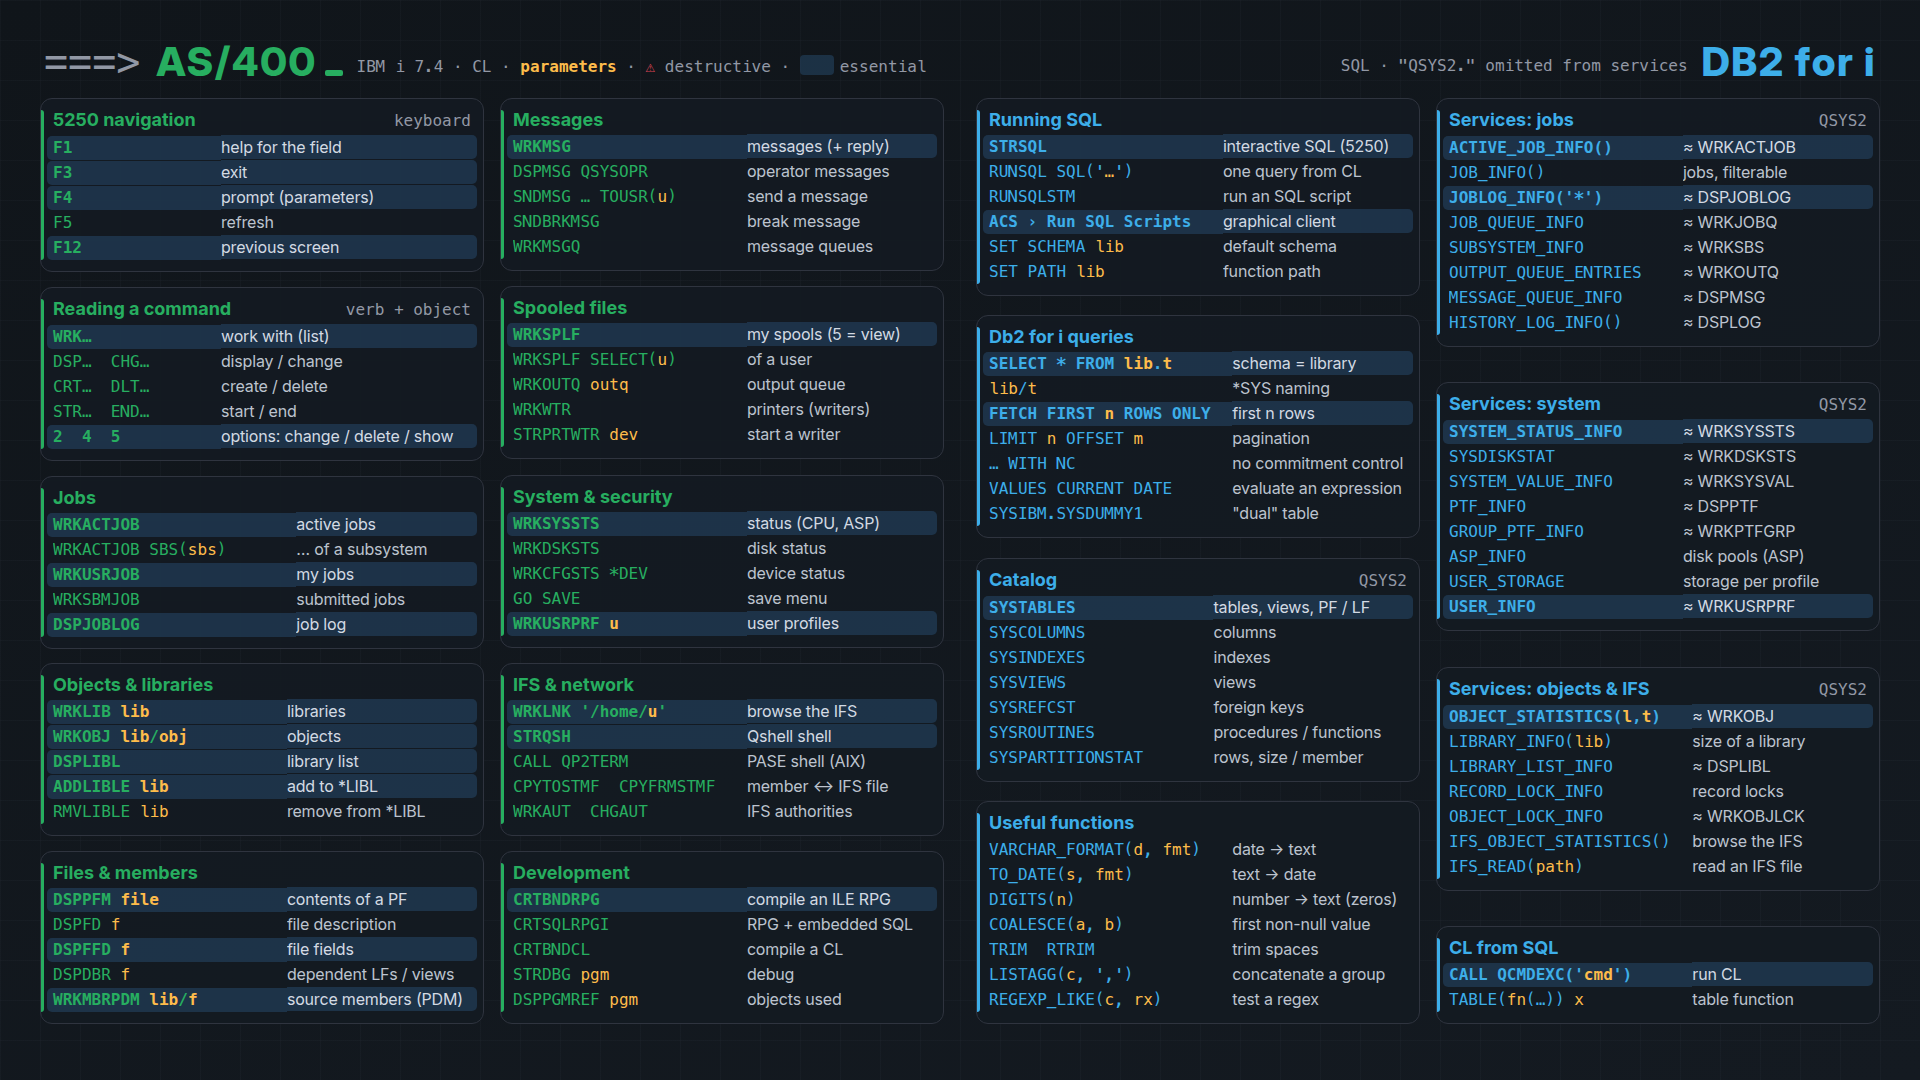 ===> AS/400_ IBM i 7.4 · CL · parameters · ⚠ destructive · essential
SQL · "QSYS2." omitted from services DB2 for i
5250 navigation keyboard
F1 help for the field
F3 exit
F4 prompt (parameters)
F5 refresh
F12 previous screen
Reading a command verb + object
WRK… work with (list)
DSP… CHG… display / change
CRT… DLT… create / delete
STR… END… start / end
2 4 5 options: change / delete / show
Jobs
WRKACTJOB active jobs
WRKACTJOB SBS(sbs) … of a subsystem
WRKUSRJOB my jobs
WRKSBMJOB submitted jobs
DSPJOBLOG job log
Objects & libraries
WRKLIB lib libraries
WRKOBJ lib/obj objects
DSPLIBL library list
ADDLIBLE lib add to *LIBL
RMVLIBLE lib remove from *LIBL
Files & members
DSPPFM file contents of a PF
DSPFD f file description
DSPFFD f file fields
DSPDBR f dependent LFs / views
WRKMBRPDM lib/f source members (PDM)
Messages
WRKMSG messages (+ reply)
DSPMSG QSYSOPR operator messages
SNDMSG … TOUSR(u) send a message
SNDBRKMSG break message
WRKMSGQ message queues
Spooled files
WRKSPLF my spools (5 = view)
WRKSPLF SELECT(u) of a user
WRKOUTQ outq output queue
WRKWTR printers (writers)
STRPRTWTR dev start a writer
System & security
WRKSYSSTS status (CPU, ASP)
WRKDSKSTS disk status
WRKCFGSTS *DEV device status
GO SAVE save menu
WRKUSRPRF u user profiles
IFS & network
WRKLNK '/home/u' browse the IFS
STRQSH Qshell shell
CALL QP2TERM PASE shell (AIX)
CPYTOSTMF CPYFRMSTMF member ↔ IFS file
WRKAUT CHGAUT IFS authorities
Development
CRTBNDRPG compile an ILE RPG
CRTSQLRPGI RPG + embedded SQL
CRTBNDCL compile a CL
STRDBG pgm debug
DSPPGMREF pgm objects used
Running SQL
STRSQL interactive SQL (5250)
RUNSQL SQL('…') one query from CL
RUNSQLSTM run an SQL script
ACS › Run SQL Scripts graphical client
SET SCHEMA lib default schema
SET PATH lib function path
Db2 for i queries
SELECT * FROM lib.t schema = library
lib/t *SYS naming
FETCH FIRST n ROWS ONLY first n rows
LIMIT n OFFSET m pagination
… WITH NC no commitment control
VALUES CURRENT DATE evaluate an expression
SYSIBM.SYSDUMMY1 "dual" table
Catalog QSYS2
SYSTABLES tables, views, PF / LF
SYSCOLUMNS columns
SYSINDEXES indexes
SYSVIEWS views
SYSREFCST foreign keys
SYSROUTINES procedures / functions
SYSPARTITIONSTAT rows, size / member
Useful functions
VARCHAR_FORMAT(d, fmt) date → text
TO_DATE(s, fmt) text → date
DIGITS(n) number → text (zeros)
COALESCE(a, b) first non-null value
TRIM RTRIM trim spaces
LISTAGG(c, ',') concatenate a group
REGEXP_LIKE(c, rx) test a regex
Services: jobs QSYS2
ACTIVE_JOB_INFO() ≈ WRKACTJOB
JOB_INFO() jobs, filterable
JOBLOG_INFO('*') ≈ DSPJOBLOG
JOB_QUEUE_INFO ≈ WRKJOBQ
SUBSYSTEM_INFO ≈ WRKSBS
OUTPUT_QUEUE_ENTRIES ≈ WRKOUTQ
MESSAGE_QUEUE_INFO ≈ DSPMSG
HISTORY_LOG_INFO() ≈ DSPLOG
Services: system QSYS2
SYSTEM_STATUS_INFO ≈ WRKSYSSTS
SYSDISKSTAT ≈ WRKDSKSTS
SYSTEM_VALUE_INFO ≈ WRKSYSVAL
PTF_INFO ≈ DSPPTF
GROUP_PTF_INFO ≈ WRKPTFGRP
ASP_INFO disk pools (ASP)
USER_STORAGE storage per profile
USER_INFO ≈ WRKUSRPRF
Services: objects & IFS QSYS2
OBJECT_STATISTICS(l,t) ≈ WRKOBJ
LIBRARY_INFO(lib) size of a library
LIBRARY_LIST_INFO ≈ DSPLIBL
RECORD_LOCK_INFO record locks
OBJECT_LOCK_INFO ≈ WRKOBJLCK
IFS_OBJECT_STATISTICS() browse the IFS
IFS_READ(path) read an IFS file
CL from SQL
CALL QCMDEXC('cmd') run CL
TABLE(fn(…)) x table function